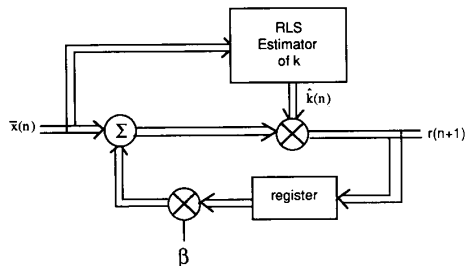 RLS
Estimator
of k
k̂(n)
x̅(n)
Σ
r(n+1)
register
β